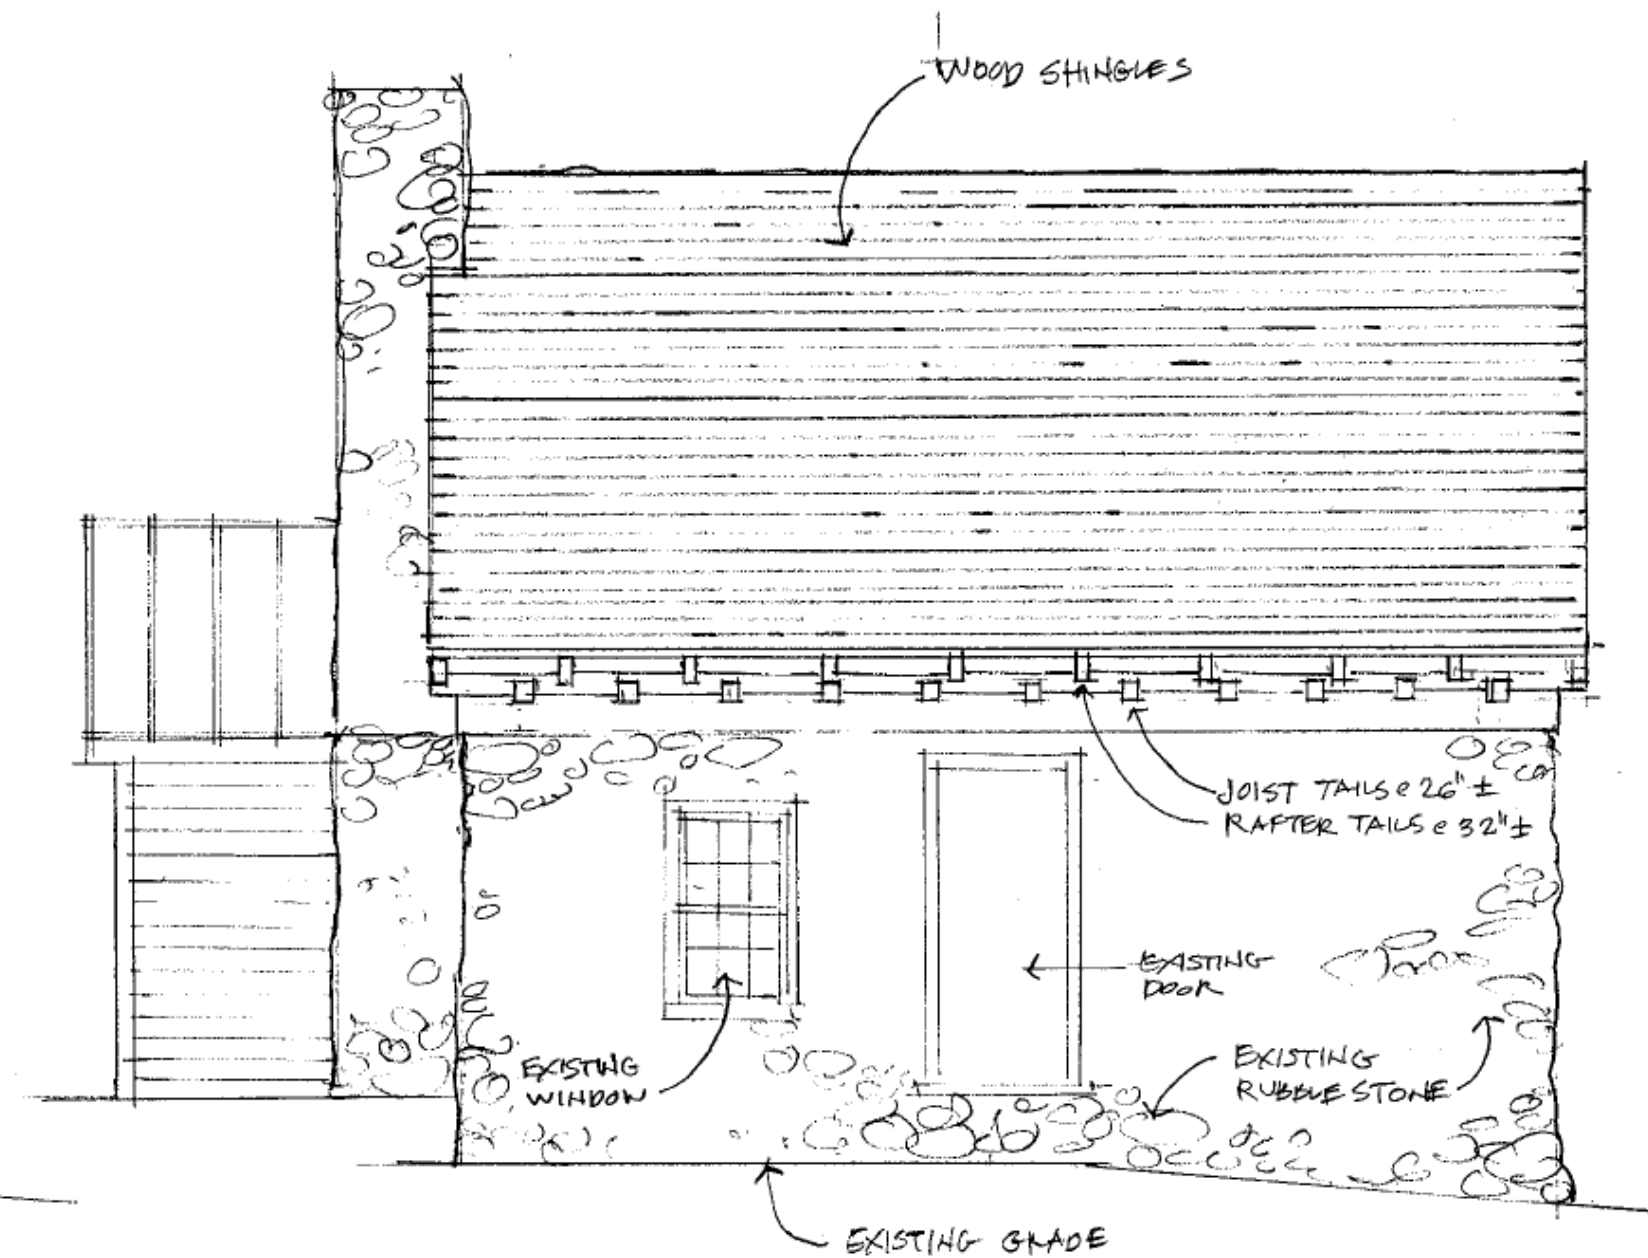 WOOD SHINGLES
JOIST TAILS @ 26" ±
RAFTER TAILS @ 32" ±
EXISTING
DOOR
EXISTING
WINDOW
EXISTING
RUBBLE STONE
EXISTING GRADE